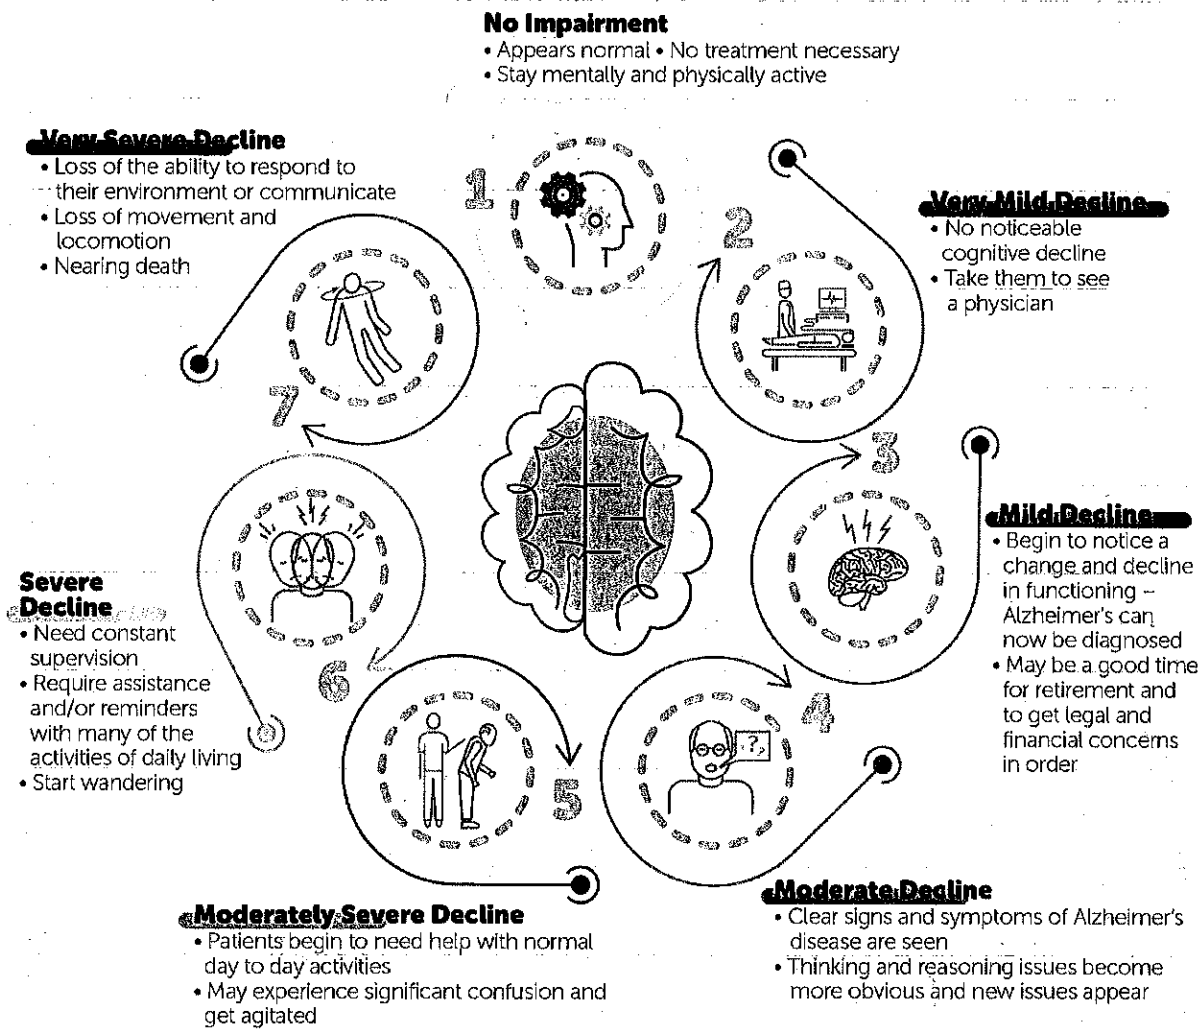 No Impairment
• Appears normal • No treatment necessary
• Stay mentally and physically active
1
2
Very Mild Decline
• No noticeable
cognitive decline
• Take them to see
a physician
3
Mild Decline
• Begin to notice a
change and decline
in functioning –
Alzheimer's can
now be diagnosed
• May be a good time
for retirement and
to get legal and
financial concerns
in order
4
?
Moderate Decline
• Clear signs and symptoms of Alzheimer's
disease are seen
• Thinking and reasoning issues become
more obvious and new issues appear
5
Moderately Severe Decline
• Patients begin to need help with normal
day to day activities
• May experience significant confusion and
get agitated
6
Severe
Decline
• Need constant
supervision
• Require assistance
and/or reminders
with many of the
activities of daily living
• Start wandering
7
Very Severe Decline
• Loss of the ability to respond to
their environment or communicate
• Loss of movement and
locomotion
• Nearing death